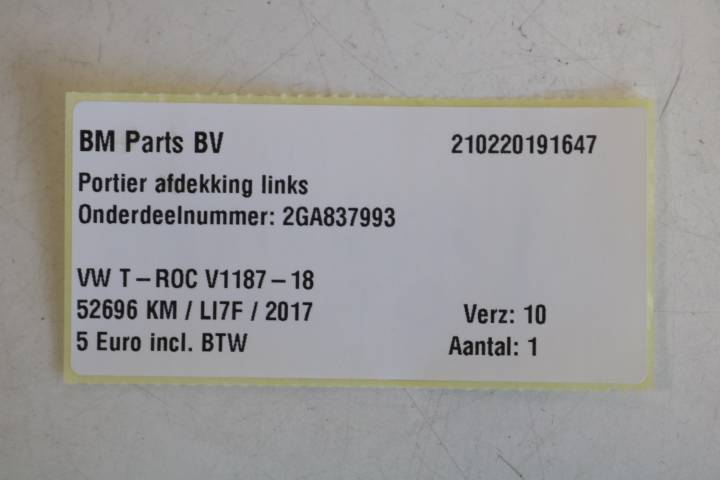 BM Parts BV 210220191647
Portier afdekking links
Onderdeelnummer: 2GA837993
VW T-ROC V1187-18
52696 KM / LI7F / 2017 Verz: 10
5 Euro incl. BTW Aantal: 1